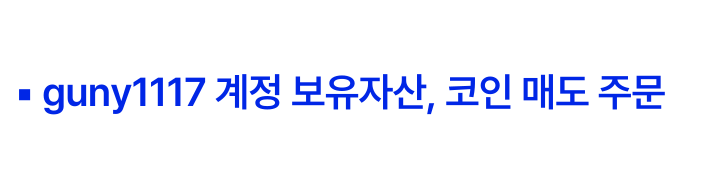 ▪ guny1117 계정 보유자산, 코인 매도 주문